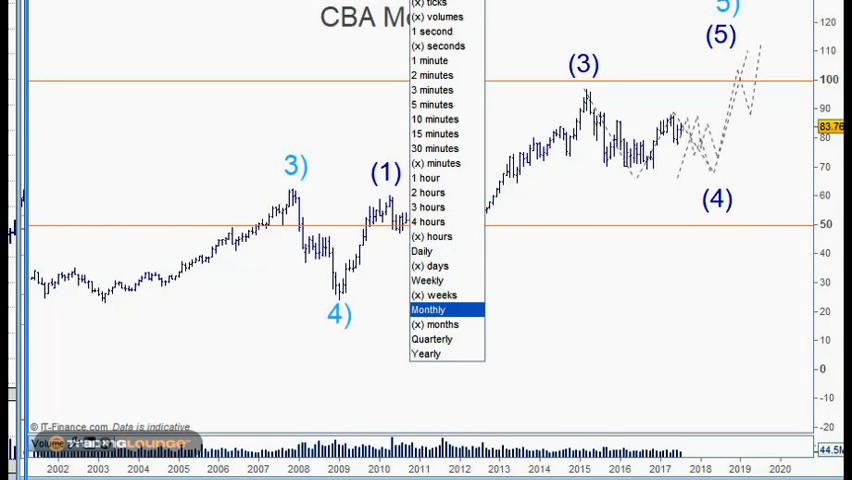 (x) ticks
5)
(x) volumes
CBA Mo
1 second
(x) seconds
1 minute
2 minutes
3 minutes
5 minutes
10 minutes
15 minutes
30 minutes
(x) minutes
1 hour
2 hours
3 hours
4 hours
(x) hours
Daily
(x) days
Weekly
(x) weeks
Monthly
(x) months
Quarterly
Yearly
(5)
(3)
3)
(1)
(4)
4)
120
110
100
90
83.76
70
60
50
40
30
20
10
0
-10
-20
44.5M
© IT-Finance.com Data is indicative
Volume
TRADINGLOUNGE
2002 2003 2004 2005 2006 2007 2008 2009 2010 2011 2012 2013 2014 2015 2016 2017 2018 2019 2020